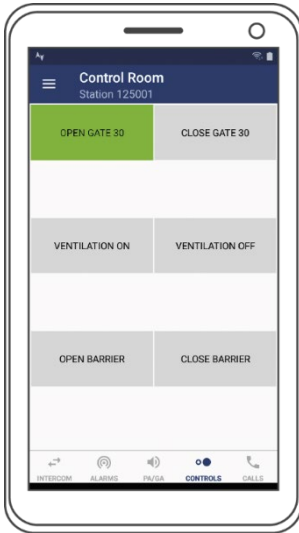 Control Room
Station 125001
OPEN GATE 30 CLOSE GATE 30
VENTILATION ON VENTILATION OFF
OPEN BARRIER CLOSE BARRIER
INTERCOM ALARMS PA/GA CONTROLS CALLS